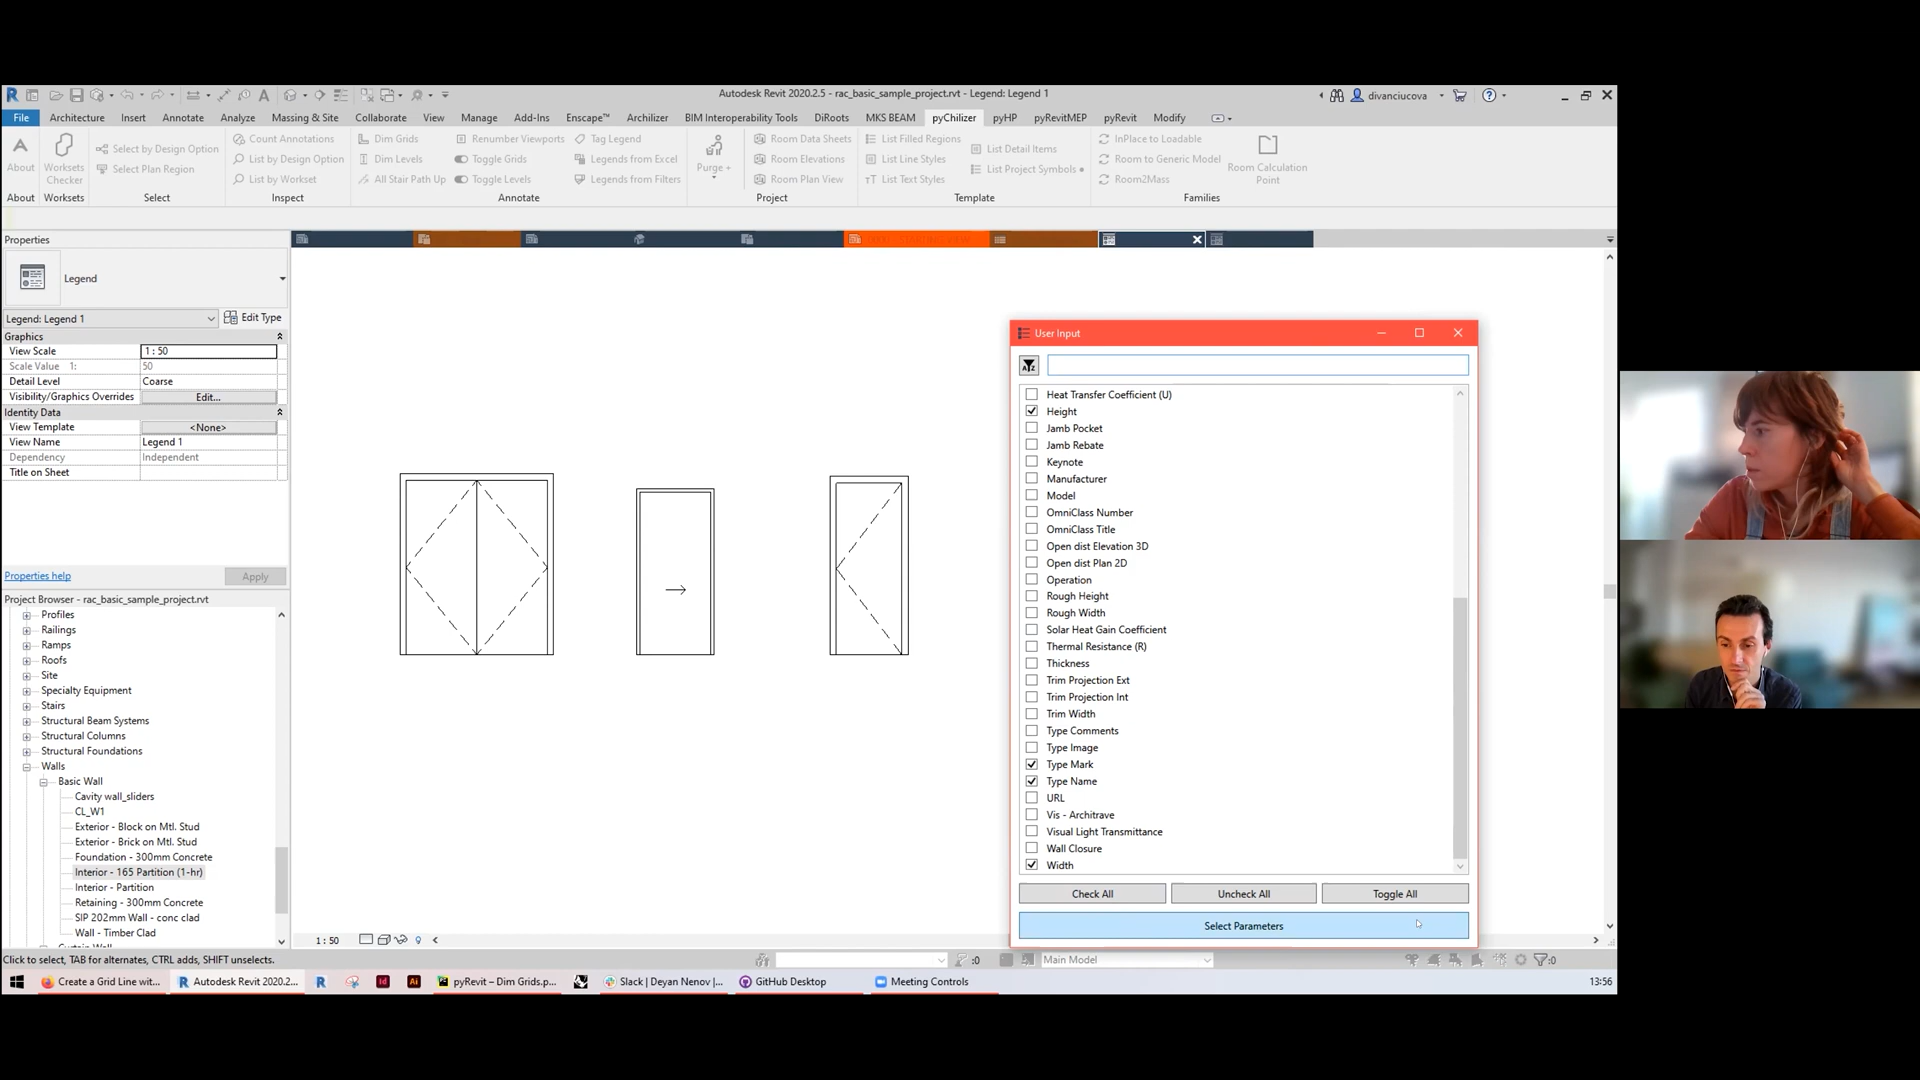 Autodesk Revit 2020.2.5 - rac_basic_sample_project.rvt - Legend: Legend 1
divanciucova
File Architecture Insert Annotate Analyze Massing & Site Collaborate View Manage Add-Ins Enscape™ Archilizer BIM Interoperability Tools DiRoots MKS BEAM pyChilizer pyHP pyRevitMEP pyRevit Modify
About
About
Worksets Checker
Worksets
Select by Design Option
Select Plan Region
Select
Count Annotations
List by Design Option
List by Workset
Inspect
Dim Grids
Dim Levels
All Stair Path Up
Renumber Viewports
Toggle Grids
Toggle Levels
Tag Legend
Legends from Excel
Legends from Filters
Annotate
Purge
Room Data Sheets
Room Elevations
Room Plan View
Project
List Filled Regions
List Line Styles
List Text Styles
List Detail Items
List Project Symbols
Template
InPlace to Loadable
Room to Generic Model
Room2Mass
Room Calculation Point
Families
Properties
Legend
Legend: Legend 1
Edit Type
Graphics
View Scale 1 : 50
Scale Value 1: 50
Detail Level Coarse
Visibility/Graphics Overrides Edit...
Identity Data
View Template <None>
View Name Legend 1
Dependency Independent
Title on Sheet
Properties help Apply
Project Browser - rac_basic_sample_project.rvt
Profiles
Railings
Ramps
Roofs
Site
Specialty Equipment
Stairs
Structural Beam Systems
Structural Columns
Structural Foundations
Walls
Basic Wall
Cavity wall_sliders
CL_W1
Exterior - Block on Mtl. Stud
Exterior - Brick on Mtl. Stud
Foundation - 300mm Concrete
Interior - 165 Partition (1-hr)
Interior - Partition
Retaining - 300mm Concrete
SIP 202mm Wall - conc clad
Wall - Timber Clad
User Input
Heat Transfer Coefficient (U)
Height
Jamb Pocket
Jamb Rebate
Keynote
Manufacturer
Model
OmniClass Number
OmniClass Title
Open dist Elevation 3D
Open dist Plan 2D
Operation
Rough Height
Rough Width
Solar Heat Gain Coefficient
Thermal Resistance (R)
Thickness
Trim Projection Ext
Trim Projection Int
Trim Width
Type Comments
Type Image
Type Mark
Type Name
URL
Vis - Architrave
Visual Light Transmittance
Wall Closure
Width
Check All Uncheck All Toggle All
Select Parameters
1 : 50
Click to select, TAB for alternates, CTRL adds, SHIFT unselects.
:0
Main Model
:0
Create a Grid Line wit... Autodesk Revit 2020.2... pyRevit – Dim Grids.p... Slack | Deyan Nenov |... GitHub Desktop Meeting Controls 13:56